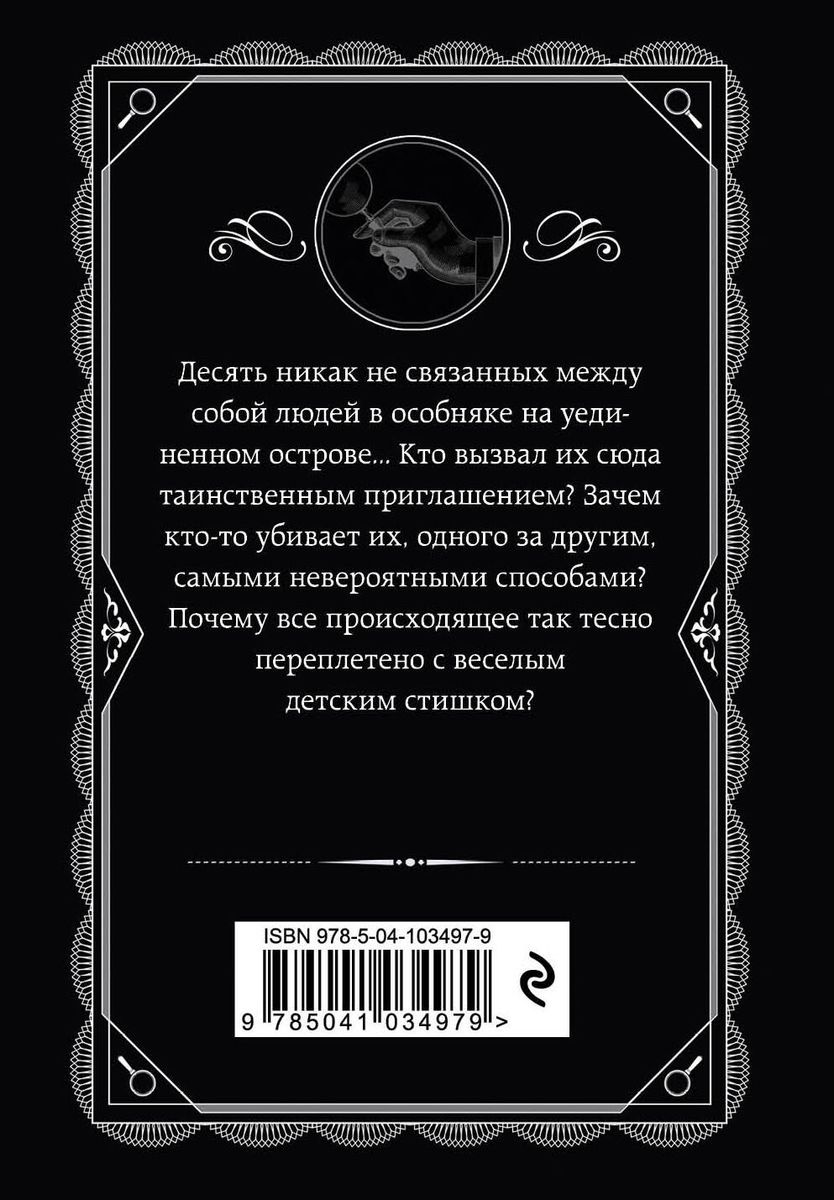 Десять никак не связанных между
собой людей в особняке на уеди-
ненном острове... Кто вызвал их сюда
таинственным приглашением? Зачем
кто-то убивает их, одного за другим,
самыми невероятными способами?
Почему все происходящее так тесно
переплетено с веселым
детским стишком?
ISBN 978-5-04-103497-9
9 785041 034979 >